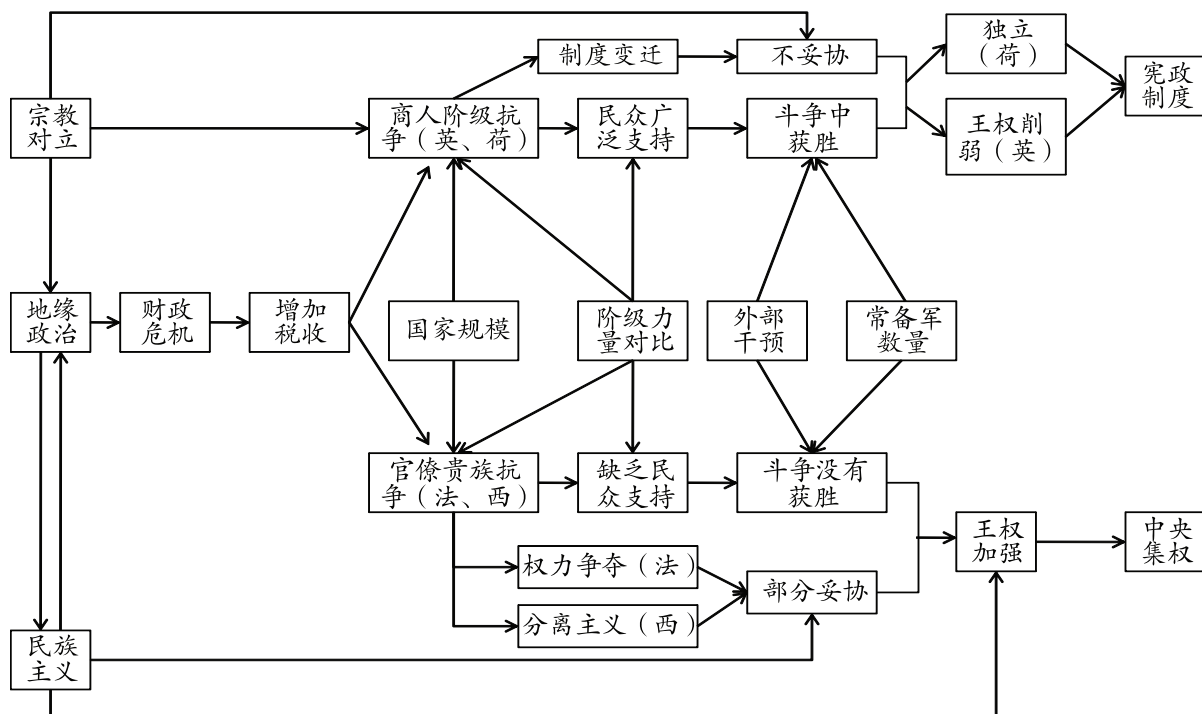 制度变迁
不妥协
独立
（荷）
宪政
制度
宗教
对立
商人阶级抗
争（英、荷）
民众广
泛支持
斗争中
获胜
王权削
弱（英）
地缘
政治
财政
危机
增加
税收
国家规模
阶级力
量对比
外部
干预
常备军
数量
官僚贵族抗
争（法、西）
缺乏民
众支持
斗争没有
获胜
王权
加强
中央
集权
权力争夺（法）
部分妥协
分离主义（西）
民族
主义